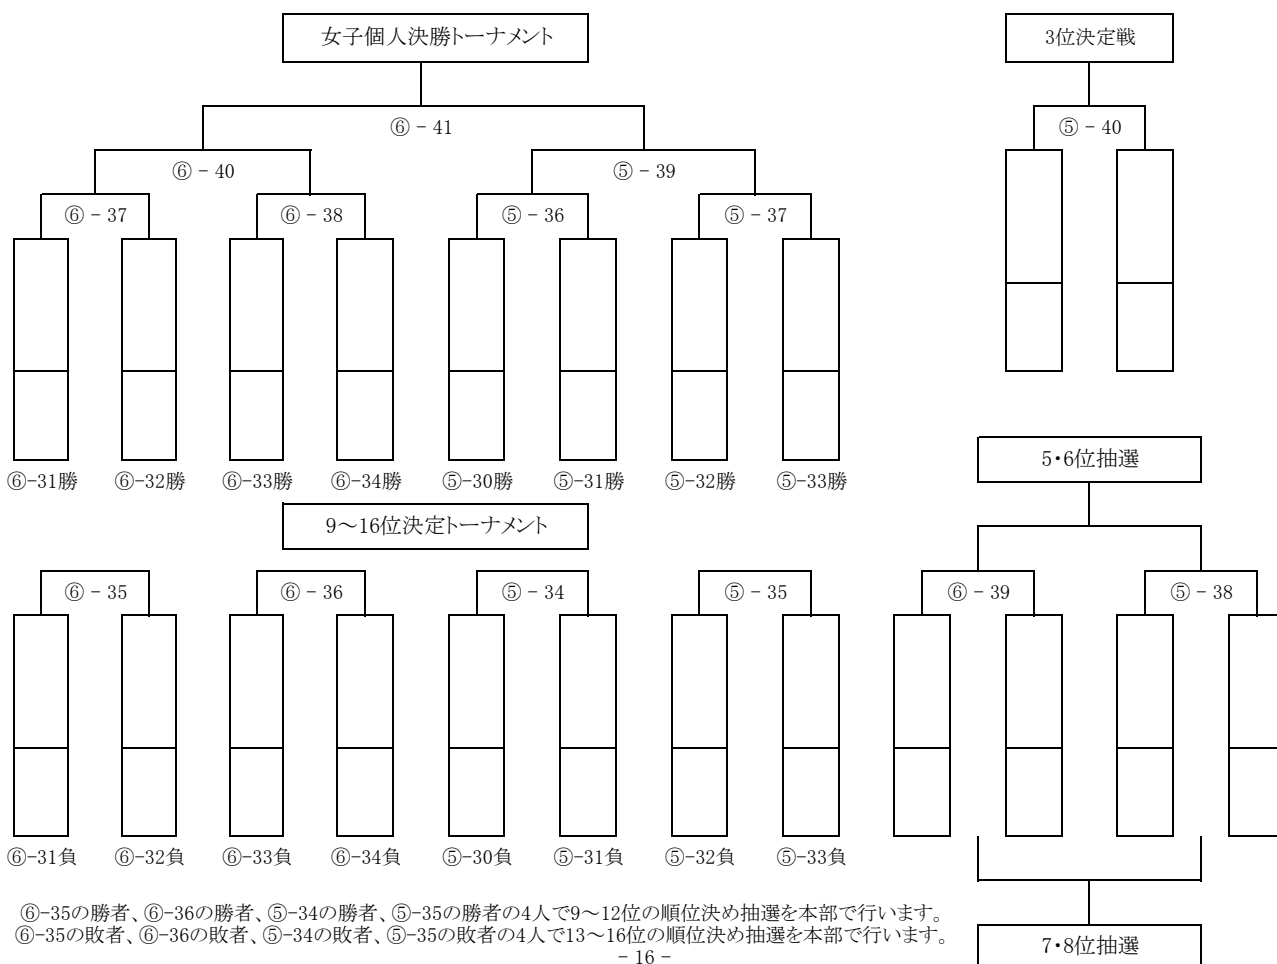 女子個人決勝トーナメント
3位決定戦
⑥ − 41
⑤ − 40
⑥ − 40
⑤ − 39
⑥ − 37
⑥ − 38
⑤ − 36
⑤ − 37
⑥−31勝
⑥−32勝
⑥−33勝
⑥−34勝
⑤−30勝
⑤−31勝
⑤−32勝
⑤−33勝
5・6位抽選
9～16位決定トーナメント
⑥ − 35
⑥ − 36
⑤ − 34
⑤ − 35
⑥ − 39
⑤ − 38
⑥−31負
⑥−32負
⑥−33負
⑥−34負
⑤−30負
⑤−31負
⑤−32負
⑤−33負
⑥−35の勝者、⑥−36の勝者、⑤−34の勝者、⑤−35の勝者の4人で9～12位の順位決め抽選を本部で行います。
⑥−35の敗者、⑥−36の敗者、⑤−34の敗者、⑤−35の敗者の4人で13～16位の順位決め抽選を本部で行います。
7・8位抽選
− 16 −